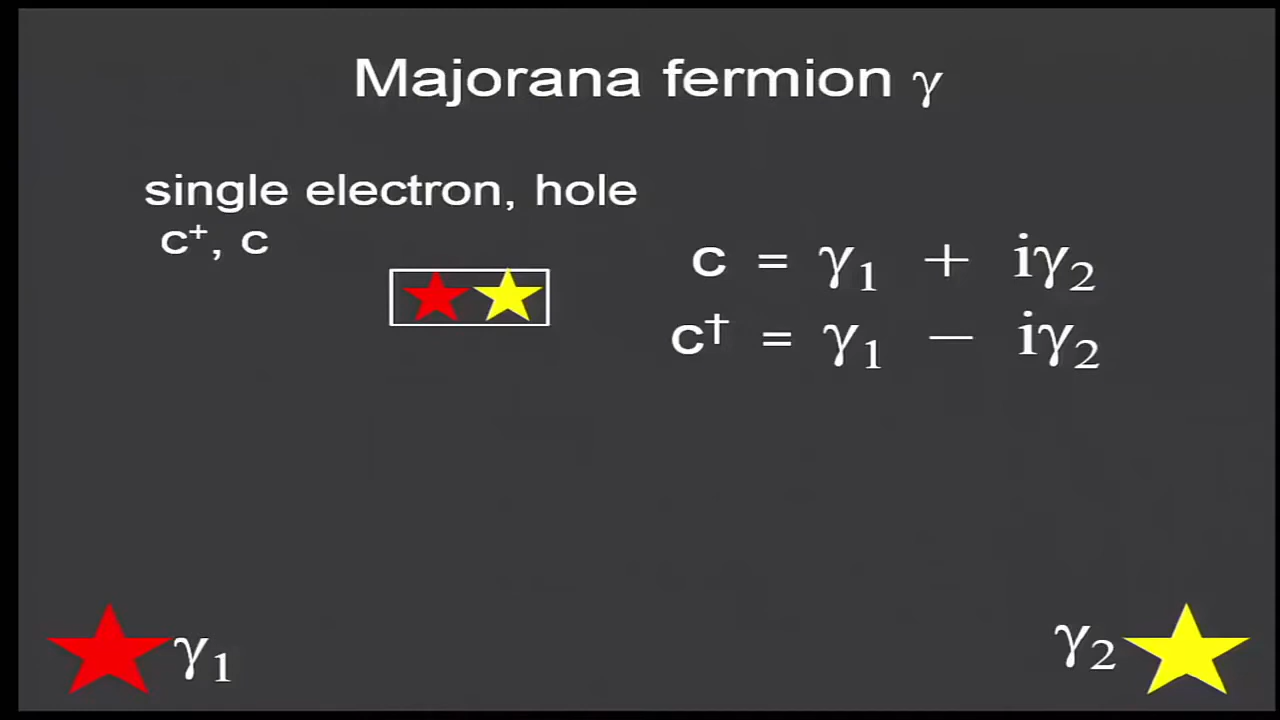 Majorana fermion γ
single electron, hole
c⁺, c
c = γ₁ + iγ₂
c† = γ₁ − iγ₂
γ₁
γ₂